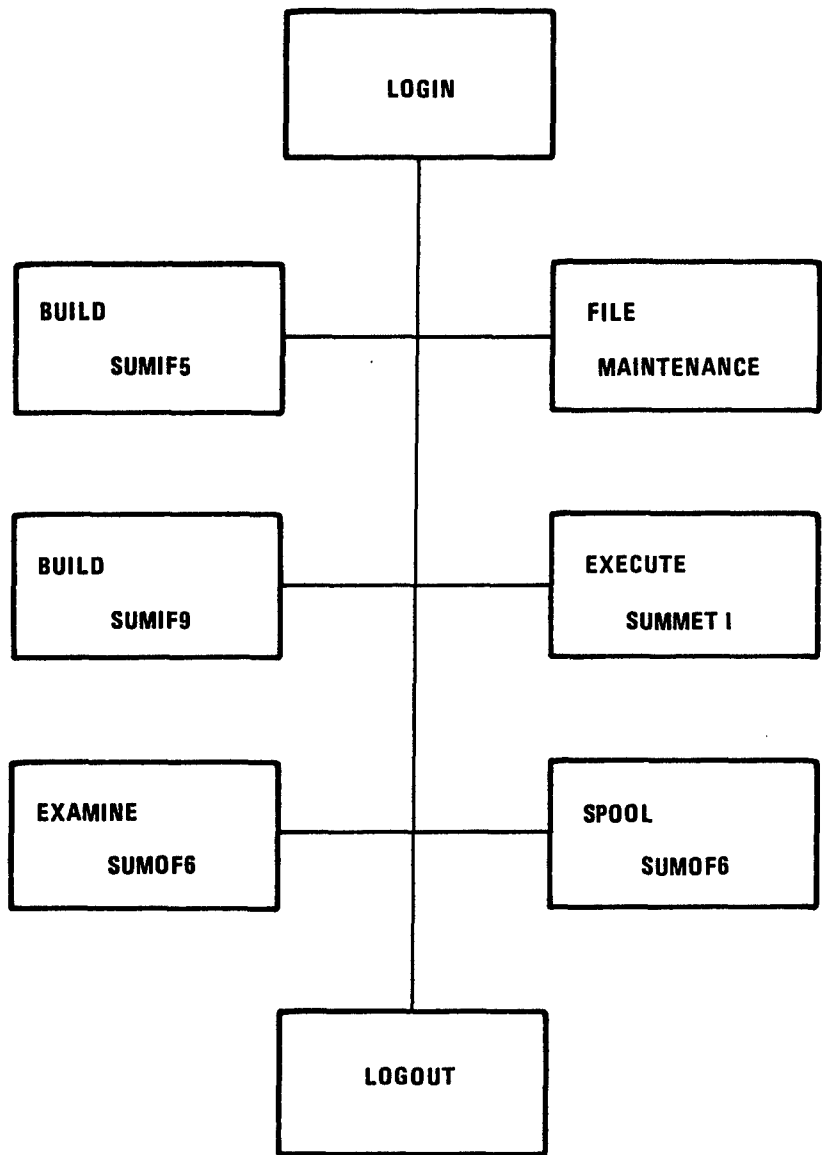 LOGIN
BUILD
SUMIF5
FILE
MAINTENANCE
BUILD
SUMIF9
EXECUTE
SUMMET I
EXAMINE
SUMOF6
SPOOL
SUMOF6
LOGOUT